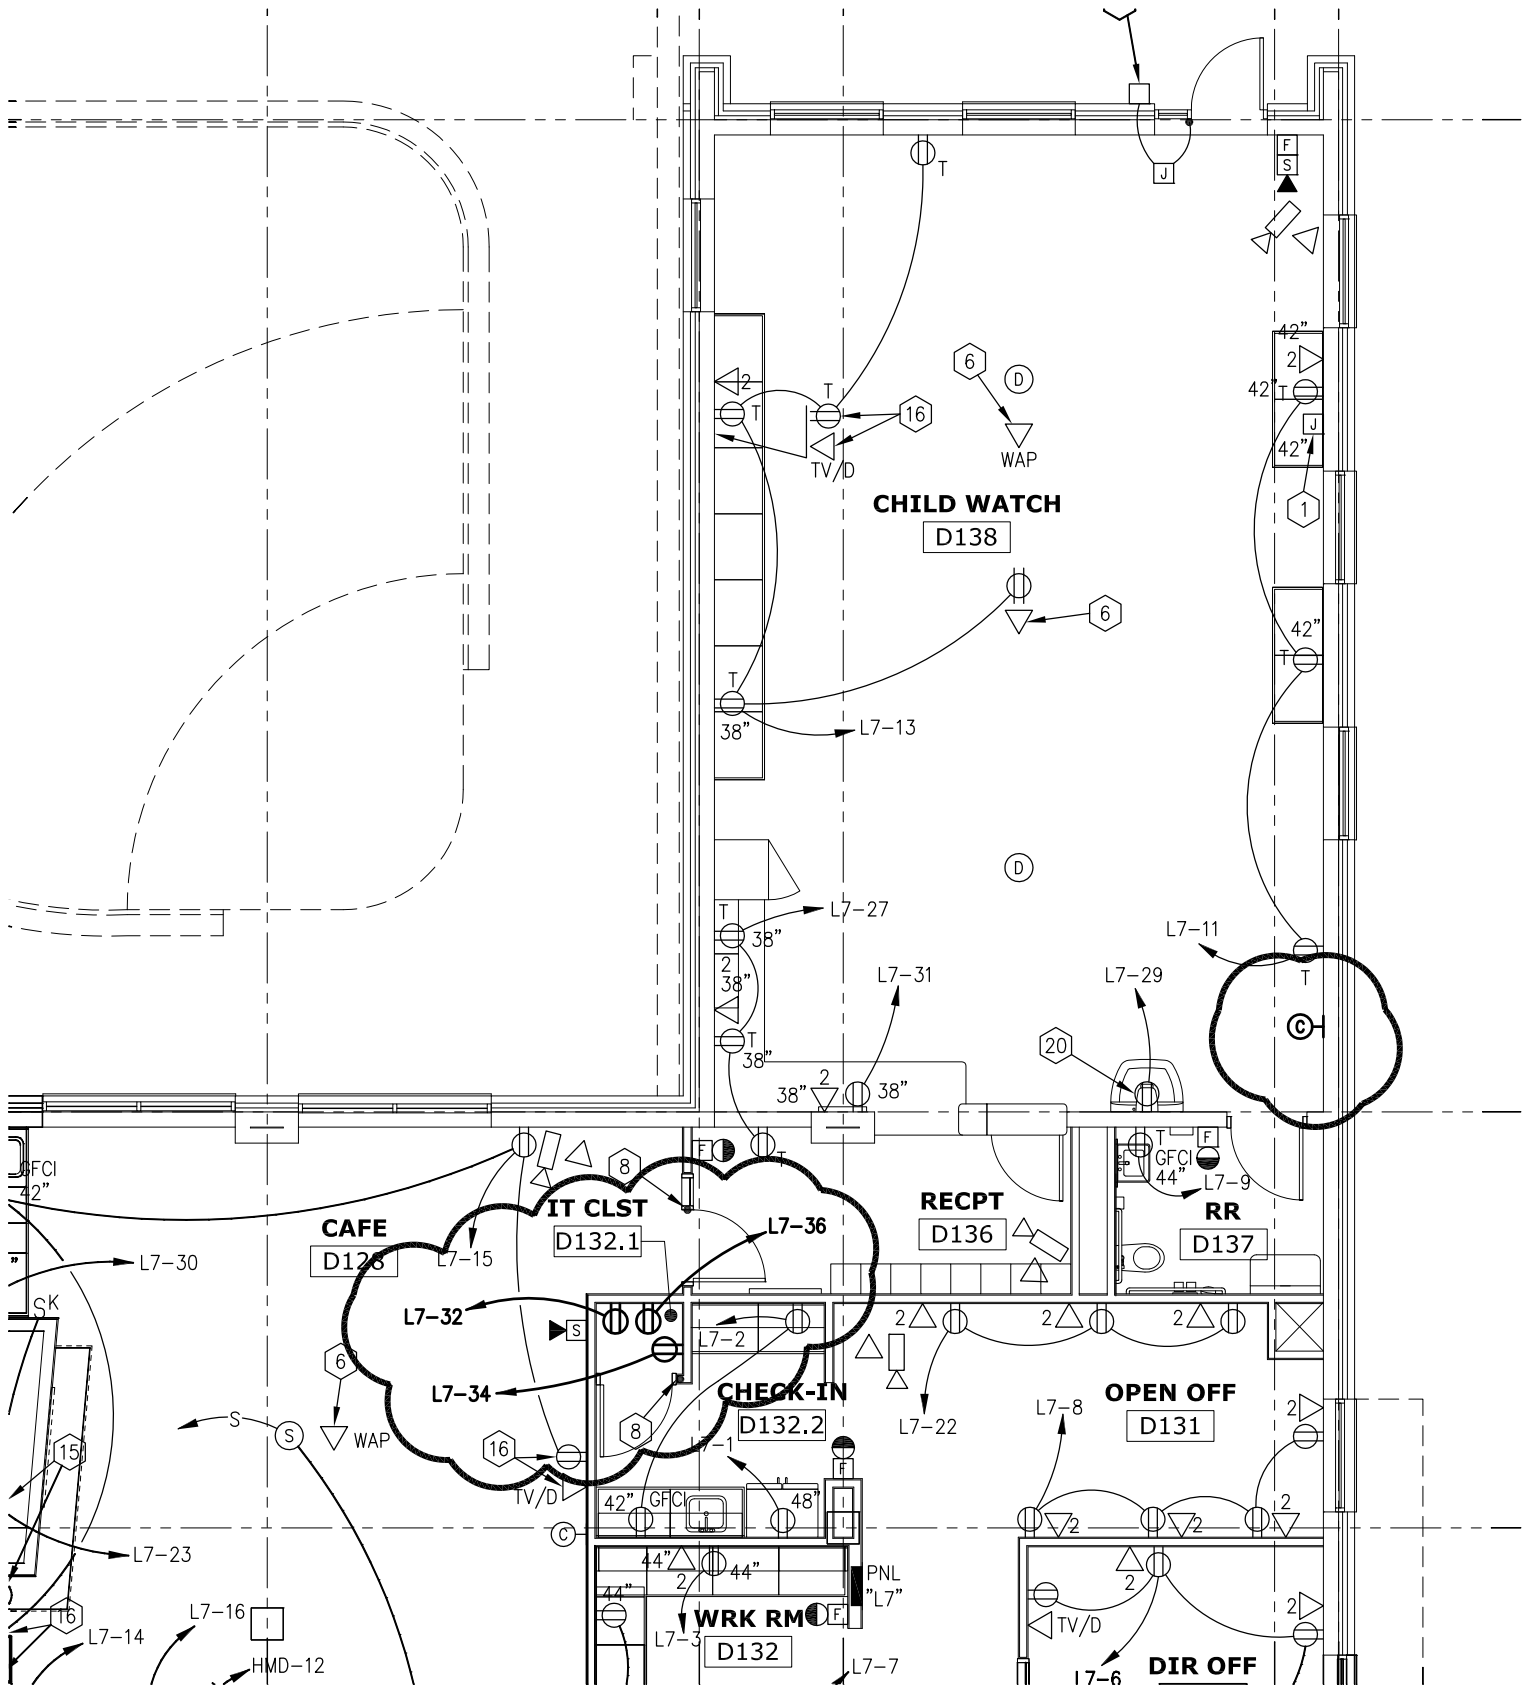 F
S
T
J
42”
2
42”
T
J
42”
1
6
D
2
T
T
16
WAP
TV/D
CHILD WATCH
D138
6
42”
T
T
38”
L7-13
D
T
L7-27
38”
2
38”
T
38”
L7-11
T
L7-31
L7-29
C
20
2
38”
38”
GFCI
42”
F
T
8
T
F
GFCI
44”
L7-9
IT CLST
D132.1
RECPT
D136
RR
D137
CAFE
D128
L7-15
L7-36
L7-30
”
SK
L7-32
S
L7-2
2
2
2
6
L7-34
CHECK-IN
D132.2
OPEN OFF
D131
L7-22
L7-8
2
S
S
WAP
8
16
L7-1
15
F
TV/D
42”
GFCI
48”
2
2
2
C
L7-23
44”
2
44”
PNL
"L7"
2
44”
L7-16
16
L7-14
HMD-12
L7-3
WRK RM
D132
F
L7-7
TV/D
2
DIR OFF
L7-6